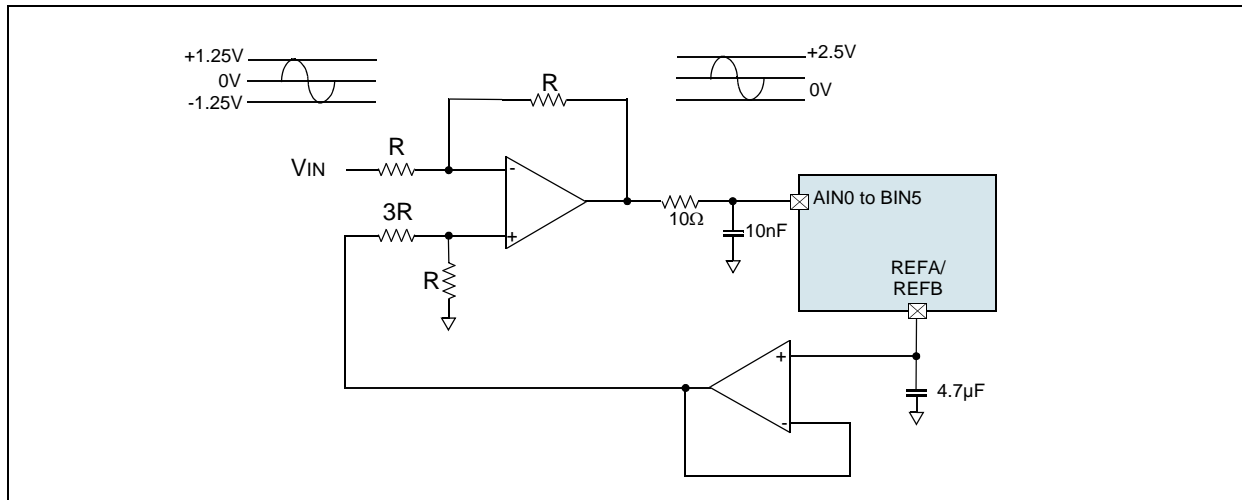 +1.25V
0V
-1.25V
+2.5V
0V
R
R
VIN
-
3R
+
R
10Ω
10nF
AIN0 to BIN5
REFA/
REFB
+
-
4.7µF